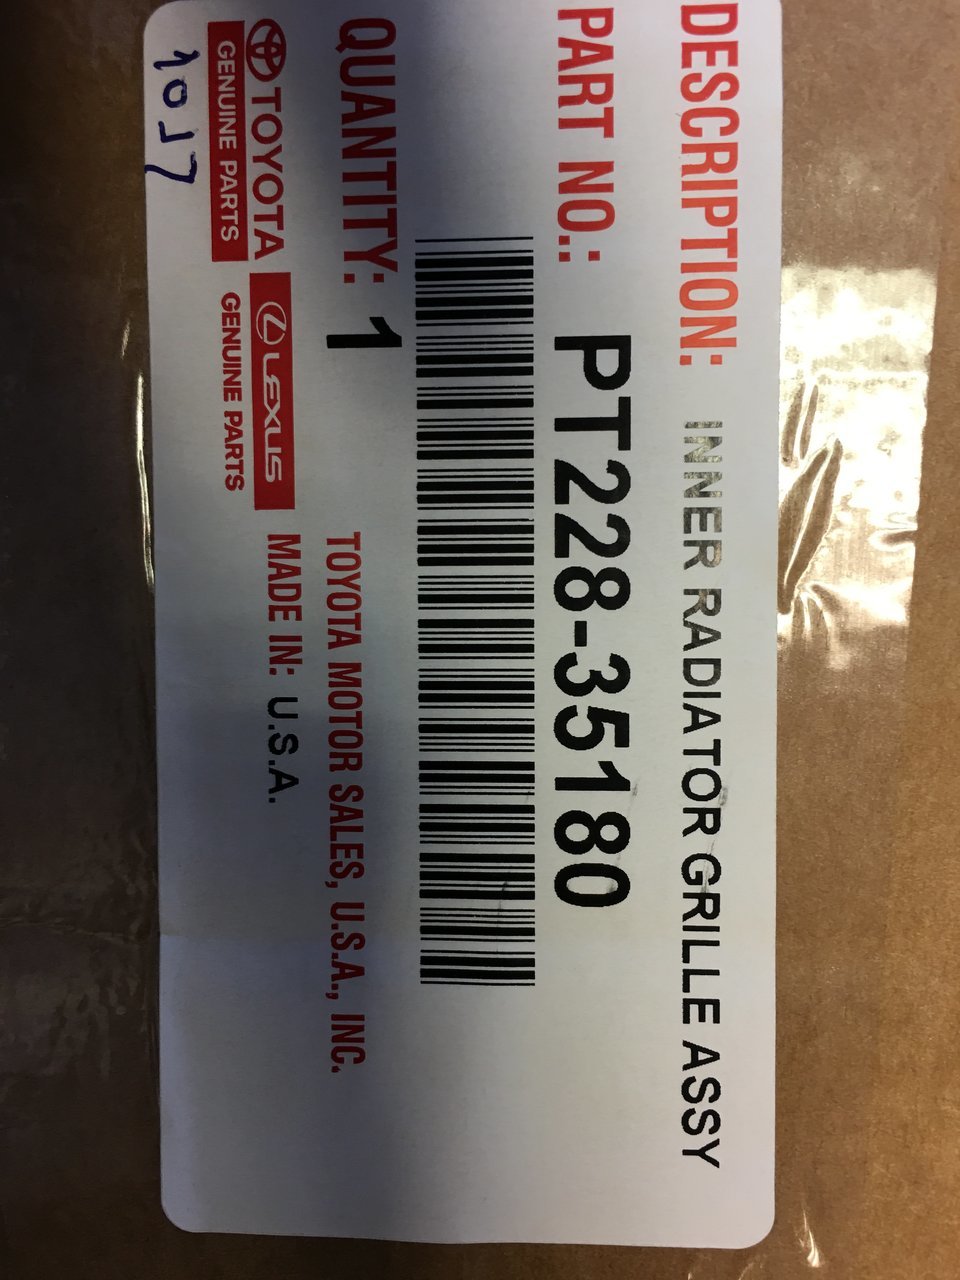 DESCRIPTION: INNER RADIATOR GRILLE ASSY
PART NO.: PT228-35180
QUANTITY: 1
TOYOTA MOTOR SALES, U.S.A., INC.
TOYOTA LEXUS MADE IN: U.S.A.
GENUINE PARTS GENUINE PARTS